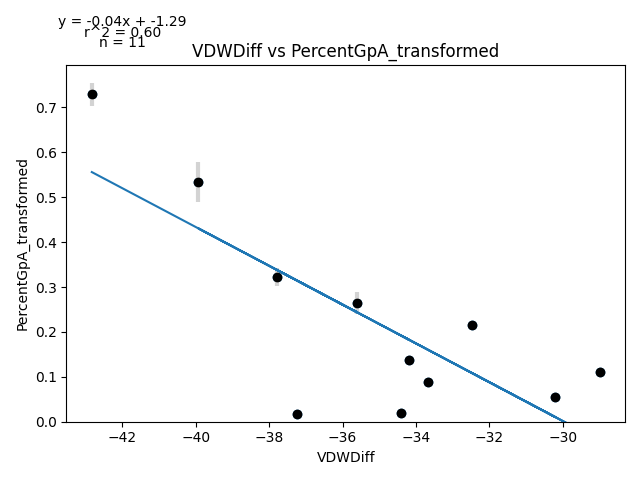 y = -0.04x + -1.29
r^2 = 0.60
n = 11
VDWDiff vs PercentGpA_transformed
PercentGpA_transformed
0.7
0.6
0.5
0.4
0.3
0.2
0.1
0.0
−42
−40
−38
−36
−34
−32
−30
VDWDiff